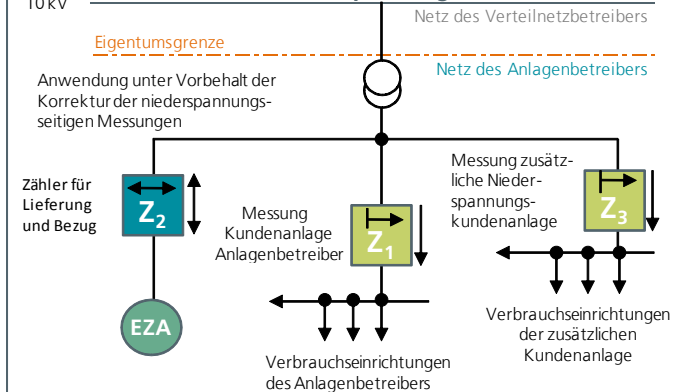 10 kV
Netz des Verteilnetzbetreibers
Eigentumsgrenze
Netz des Anlagenbetreibers
Anwendung unter Vorbehalt der
Korrektur der niederspannungs-
seitigen Messungen
Zähler für
Lieferung
und Bezug
Z2
Messung
Kundenanlage
Anlagenbetreiber
Z1
Messung zusätz-
liche Nieder-
spannungs-
kundenanlage
Z3
EZA
Verbrauchseinrichtungen
des Anlagenbetreibers
Verbrauchseinrichtungen
der zusätzlichen
Kundenanlage